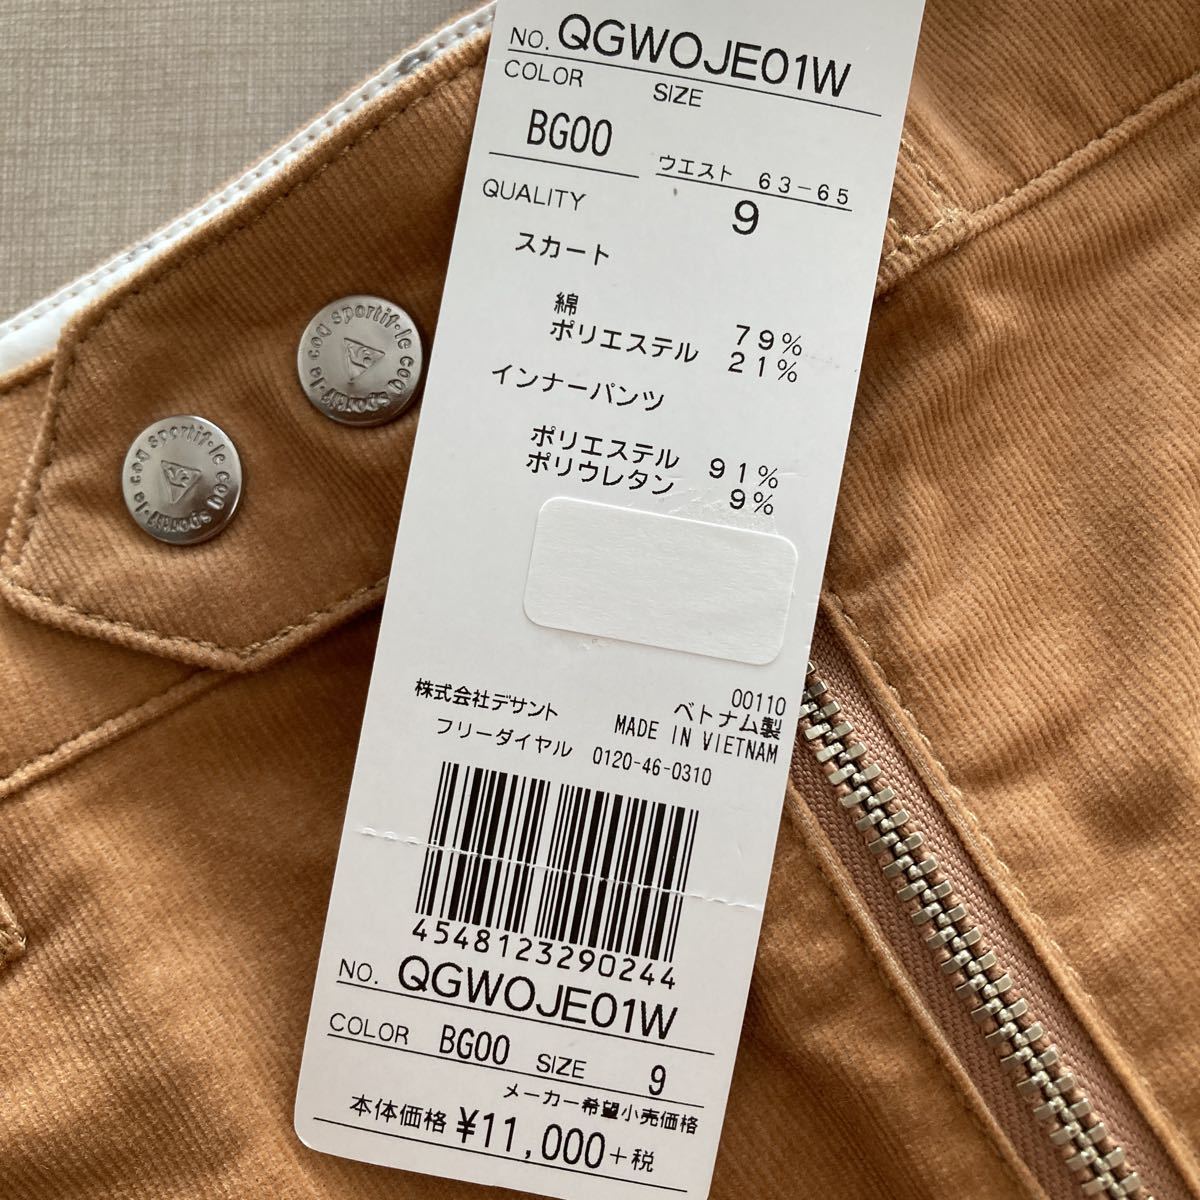 NO. QGWOJE01W
COLOR SIZE
BG00
ウエスト 63-65
9
QUALITY
スカート
綿 79%
ポリエステル 21%
インナーパンツ
ポリエステル 91%
ポリウレタン 9%
00110
株式会社デサント ベトナム製
フリーダイヤル 0120-46-0310 MADE IN VIETNAM
4548123290244
NO. QGWOJE01W
COLOR BG00 SIZE 9
メーカー希望小売価格
本体価格 ¥11,000+税
le coq sportif
le coq sportif
le coq sportif
le coq sportif